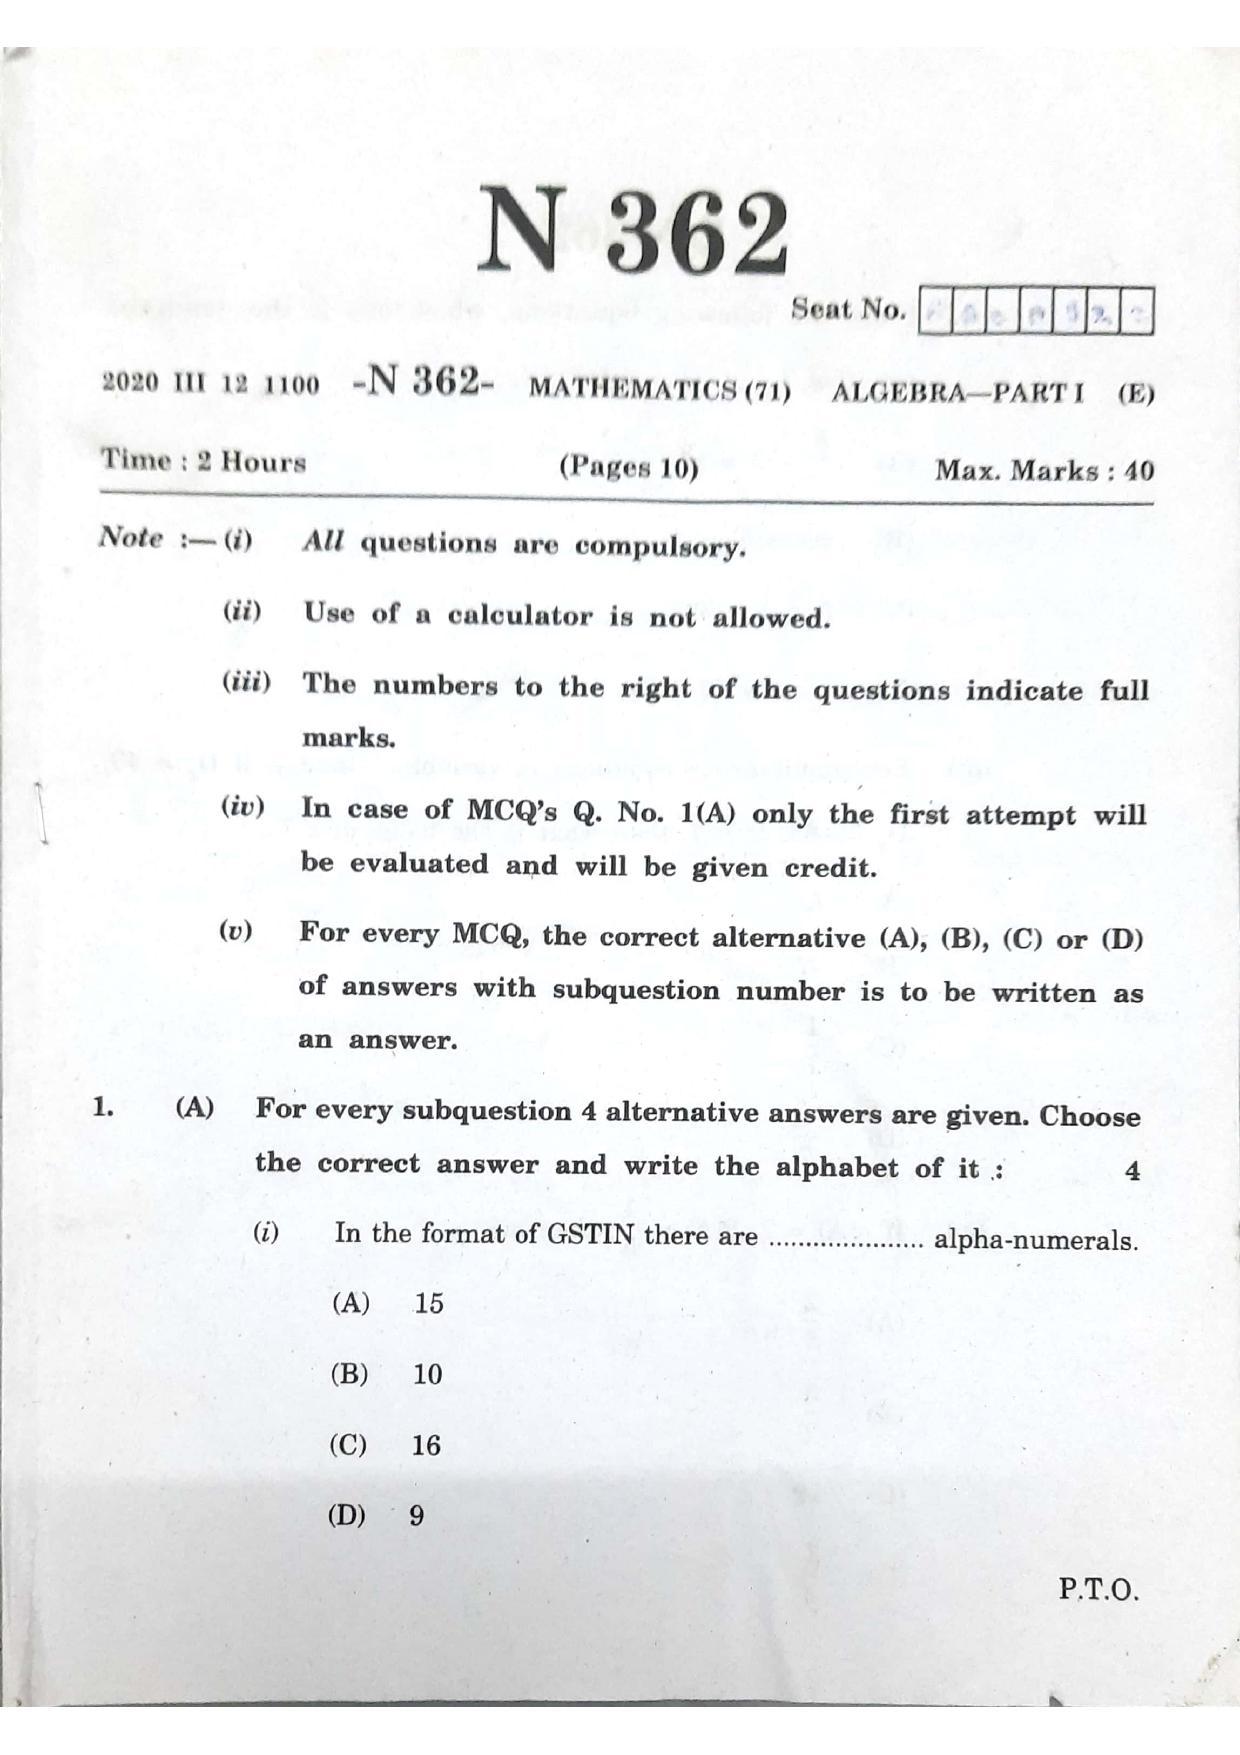 N 362
Seat No.
2020 III 12 1100 -N 362- MATHEMATICS (71) ALGEBRA—PART I (E)
Time : 2 Hours (Pages 10) Max. Marks : 40
Note :— (i) All questions are compulsory.
(ii) Use of a calculator is not allowed.
(iii) The numbers to the right of the questions indicate full
marks.
(iv) In case of MCQ's Q. No. 1(A) only the first attempt will
be evaluated and will be given credit.
(v) For every MCQ, the correct alternative (A), (B), (C) or (D)
of answers with subquestion number is to be written as
an answer.
1. (A) For every subquestion 4 alternative answers are given. Choose
the correct answer and write the alphabet of it : 4
(i) In the format of GSTIN there are ..................... alpha-numerals.
(A) 15
(B) 10
(C) 16
(D) 9
P.T.O.